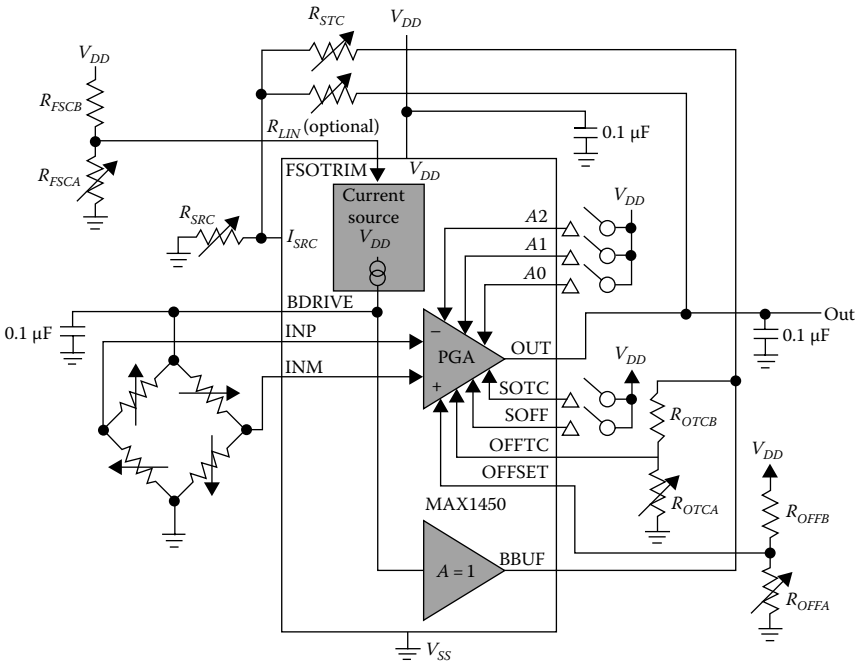 R_STC
V_DD
V_DD
R_FSCB
R_LIN (optional)
0.1 µF
R_FSCA
FSOTRIM
V_DD
Current
source
V_DD
R_SRC
I_SRC
A2
A1
A0
V_DD
BDRIVE
0.1 µF
INP
INM
−
PGA
+
OUT
Out
0.1 µF
V_DD
SOTC
SOFF
OFFTC
OFFSET
R_OTCB
R_OTCA
V_DD
R_OFFB
R_OFFA
MAX1450
A = 1
BBUF
V_SS